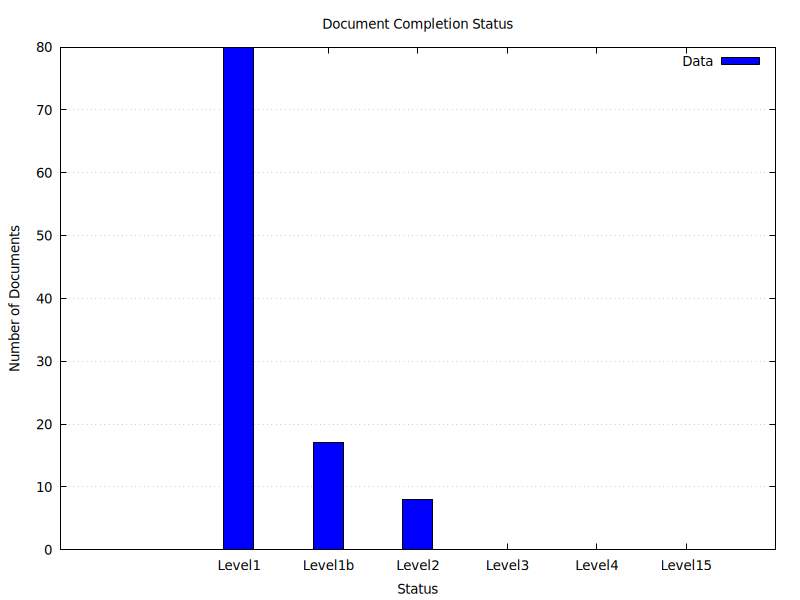 Document Completion Status
Data
80
70
60
50
40
30
20
10
0
Number of Documents
Level1 Level1b Level2 Level3 Level4 Level15
Status